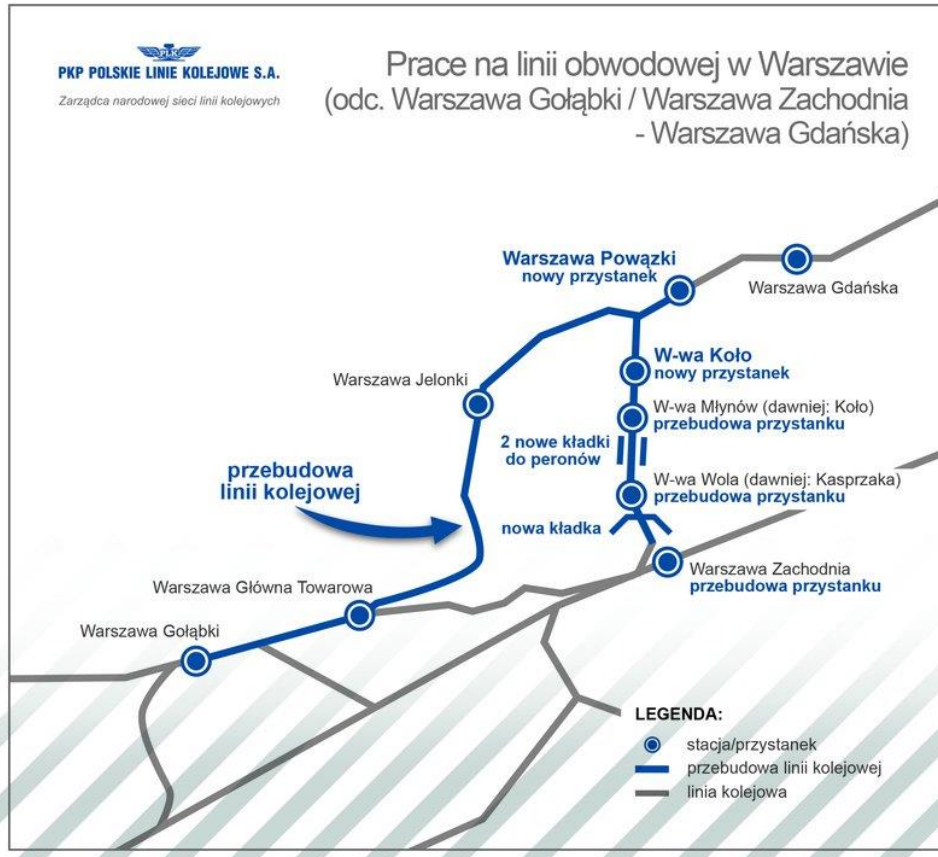 PLK
PKP POLSKIE LINIE KOLEJOWE S.A.
Zarządca narodowej sieci linii kolejowych
Prace na linii obwodowej w Warszawie
(odc. Warszawa Gołąbki / Warszawa Zachodnia
- Warszawa Gdańska)
Warszawa Powązki
nowy przystanek
Warszawa Gdańska
W-wa Koło
nowy przystanek
Warszawa Jelonki
W-wa Młynów (dawniej: Koło)
przebudowa przystanku
2 nowe kładki
do peronów
przebudowa
linii kolejowej
W-wa Wola (dawniej: Kasprzaka)
przebudowa przystanku
nowa kładka
Warszawa Zachodnia
przebudowa przystanku
Warszawa Główna Towarowa
Warszawa Gołąbki
LEGENDA:
stacja/przystanek
przebudowa linii kolejowej
linia kolejowa